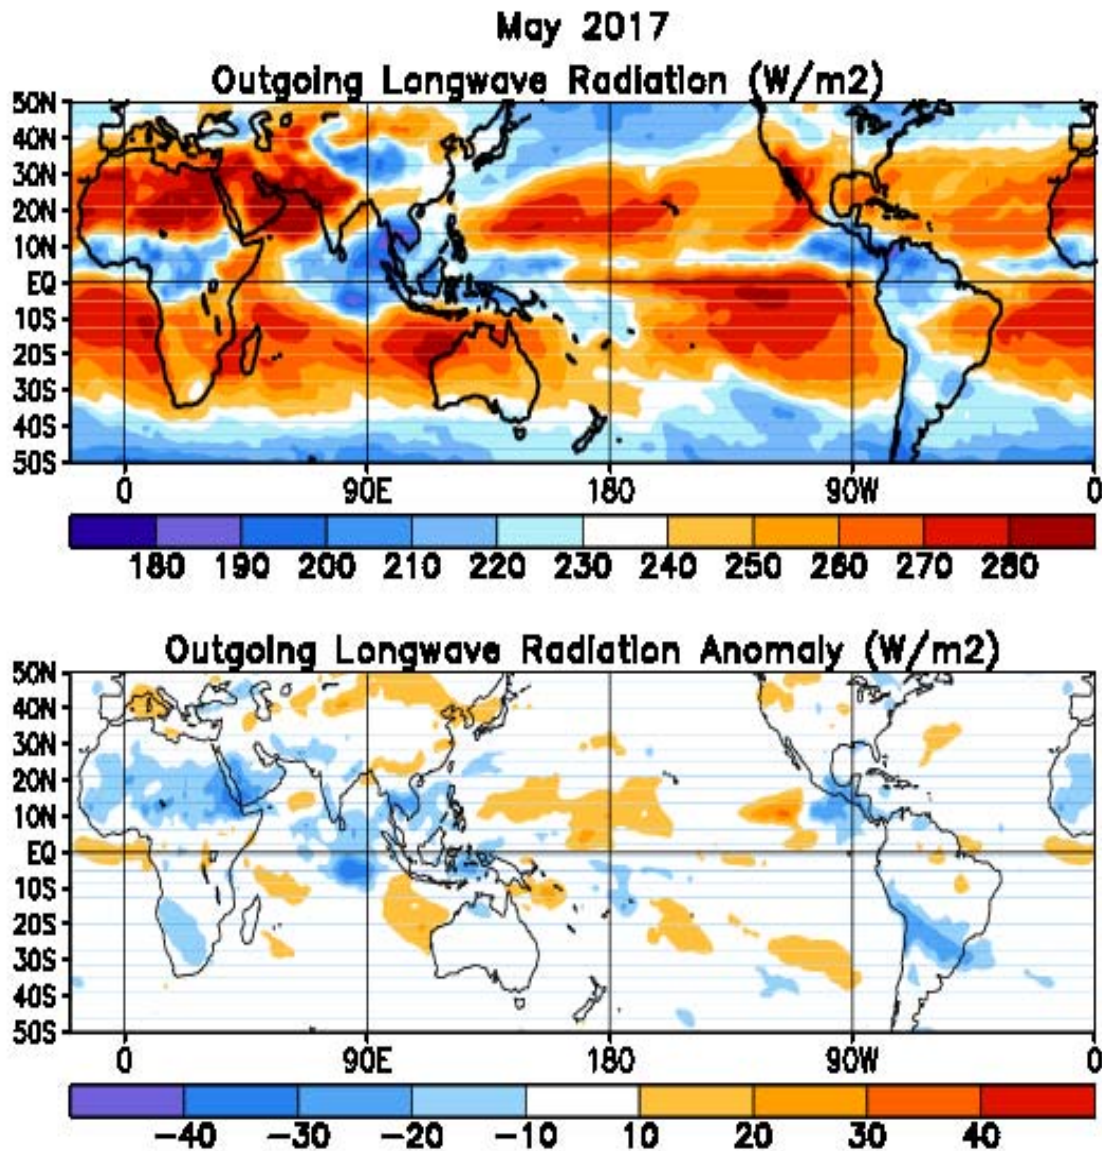 May 2017
Outgoing Longwave Radiation (W/m2)
50N
40N
30N
20N
10N
EQ
10S
20S
30S
40S
50S
0 90E 180 90W 0
180 190 200 210 220 230 240 250 260 270 280
Outgoing Longwave Radiation Anomaly (W/m2)
50N
40N
30N
20N
10N
EQ
10S
20S
30S
40S
50S
0 90E 180 90W 0
−40 −30 −20 −10 10 20 30 40